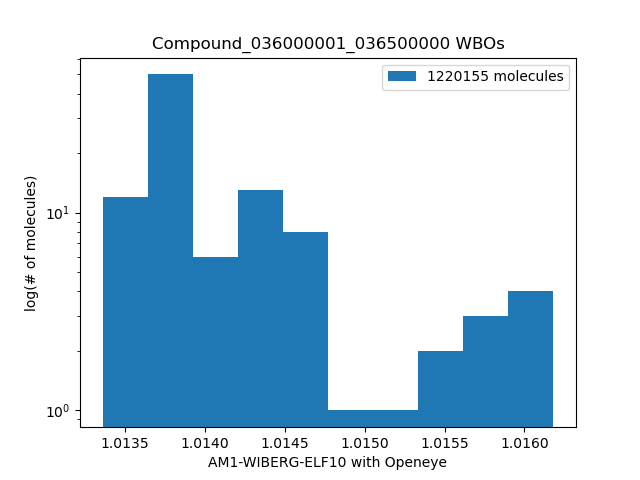 Compound_036000001_036500000 WBOs
1220155 molecules
log(# of molecules)
10¹
10⁰
1.0135 1.0140 1.0145 1.0150 1.0155 1.0160
AM1-WIBERG-ELF10 with Openeye